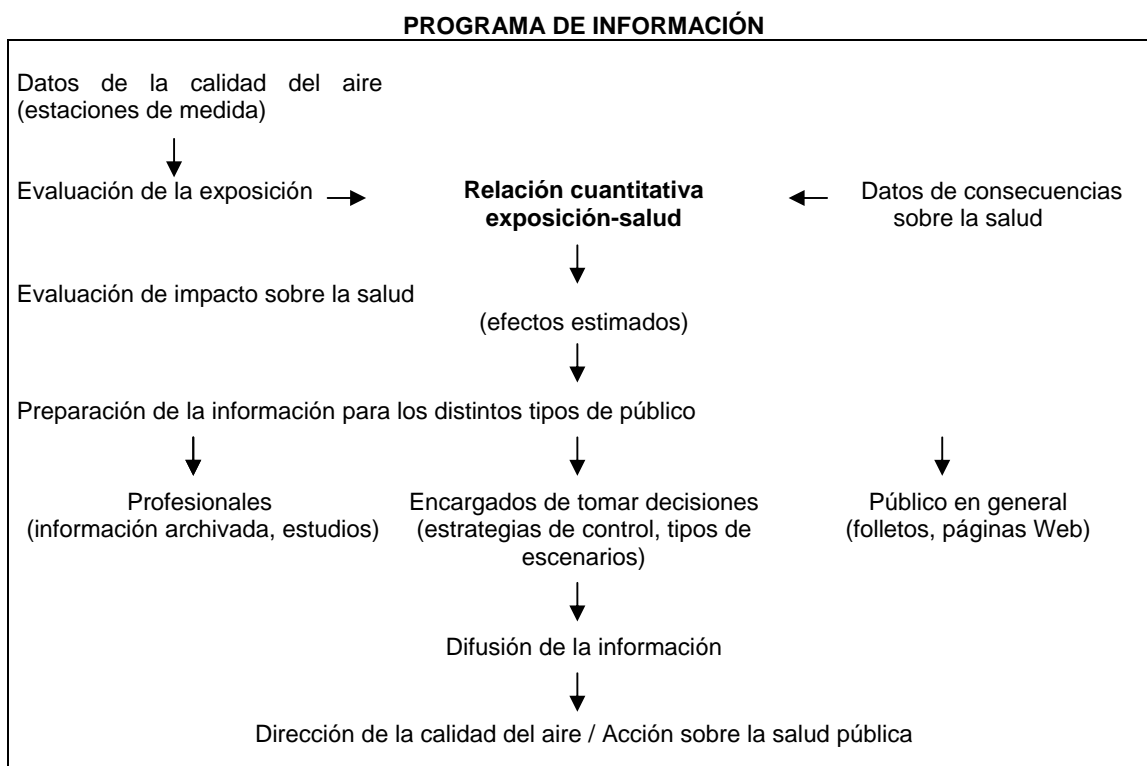 PROGRAMA DE INFORMACIÓN
Datos de la calidad del aire
(estaciones de medida)
Evaluación de la exposición
Relación cuantitativa
exposición-salud
Datos de consecuencias
sobre la salud
Evaluación de impacto sobre la salud
(efectos estimados)
Preparación de la información para los distintos tipos de público
Profesionales
(información archivada, estudios)
Encargados de tomar decisiones
(estrategias de control, tipos de
escenarios)
Público en general
(folletos, páginas Web)
Difusión de la información
Dirección de la calidad del aire / Acción sobre la salud pública